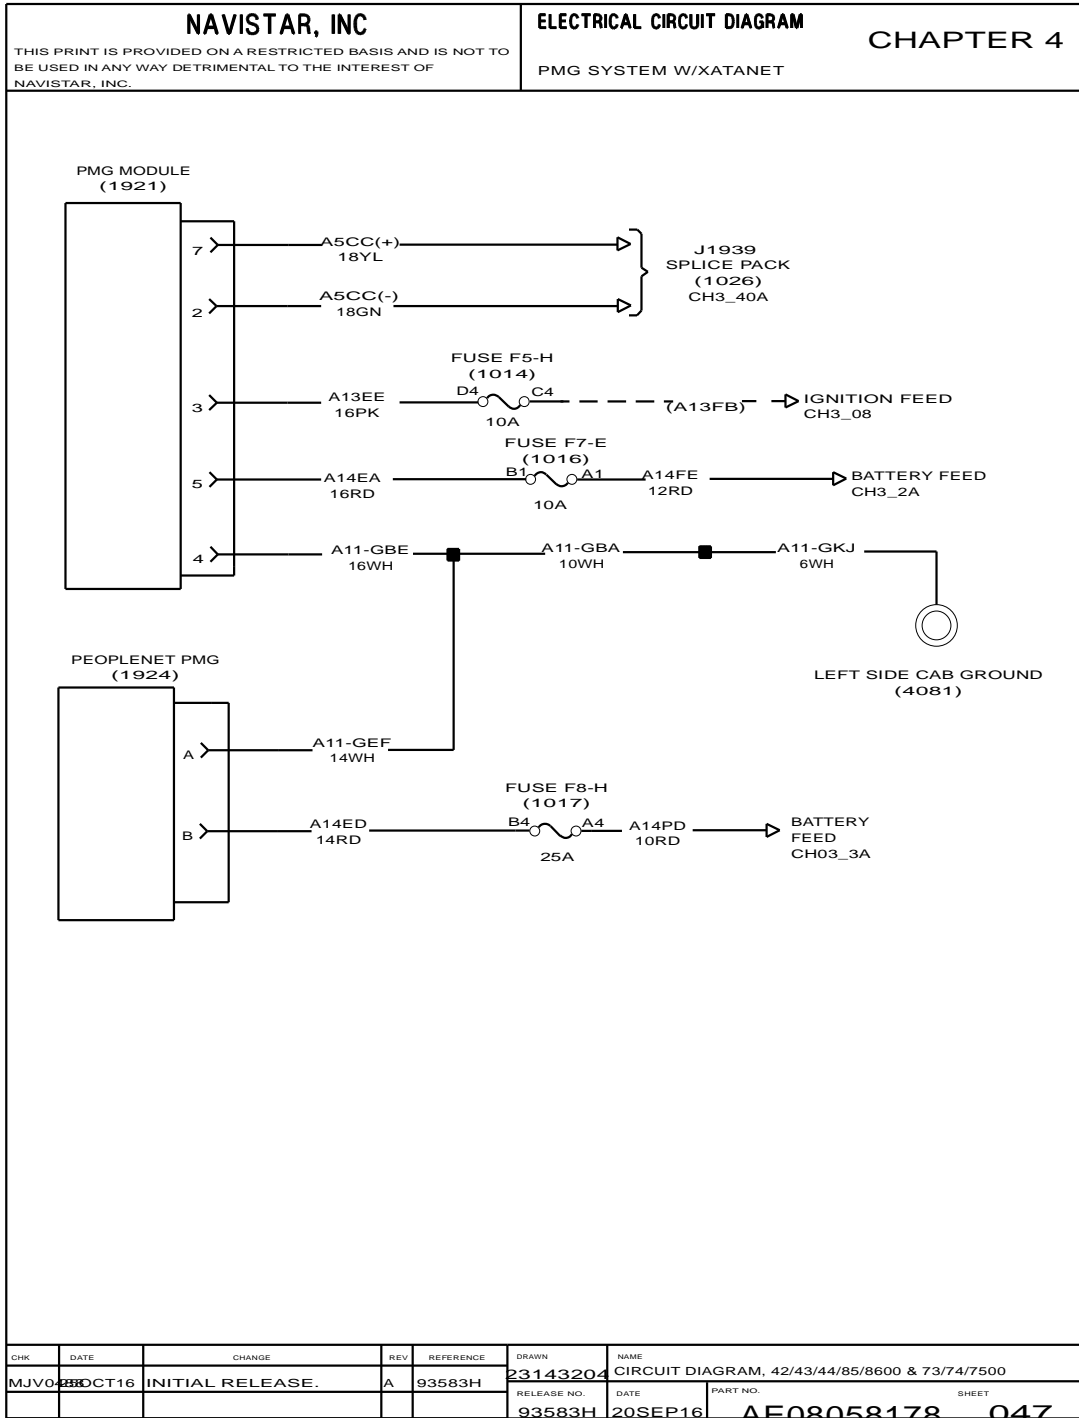 NAVISTAR, INC
THIS PRINT IS PROVIDED ON A RESTRICTED BASIS AND IS NOT TO
BE USED IN ANY WAY DETRIMENTAL TO THE INTEREST OF
NAVISTAR, INC.
ELECTRICAL CIRCUIT DIAGRAM
PMG SYSTEM W/XATANET
CHAPTER 4
PMG MODULE
(1921)
7
A5CC(+)
18YL
2
A5CC(-)
18GN
J1939
SPLICE PACK
(1026)
CH3_40A
FUSE F5-H
(1014)
3
A13EE
16PK
D4
C4
10A
(A13FB)
IGNITION FEED
CH3_08
FUSE F7-E
(1016)
5
A14EA
16RD
B1
A1
10A
A14FE
12RD
BATTERY FEED
CH3_2A
4
A11-GBE
16WH
A11-GBA
10WH
A11-GKJ
6WH
LEFT SIDE CAB GROUND
(4081)
PEOPLENET PMG
(1924)
A
A11-GEF
14WH
FUSE F8-H
(1017)
B
A14ED
14RD
B4
A4
25A
A14PD
10RD
BATTERY
FEED
CH03_3A
CHK DATE CHANGE REV REFERENCE
INITIAL RELEASE. A 93583H
DRAWN
23143204
NAME
CIRCUIT DIAGRAM, 42/43/44/85/8600 & 73/74/7500
RELEASE NO.
93583H
DATE
20SEP16
PART NO.
AE08058178
SHEET
047